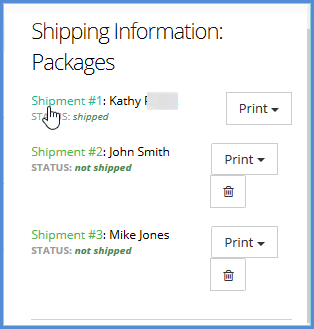 Shipping Information:
Packages
Shipment #1: Kathy
Print
STATUS: shipped
Shipment #2: John Smith
Print
STATUS: not shipped
Shipment #3: Mike Jones
Print
STATUS: not shipped